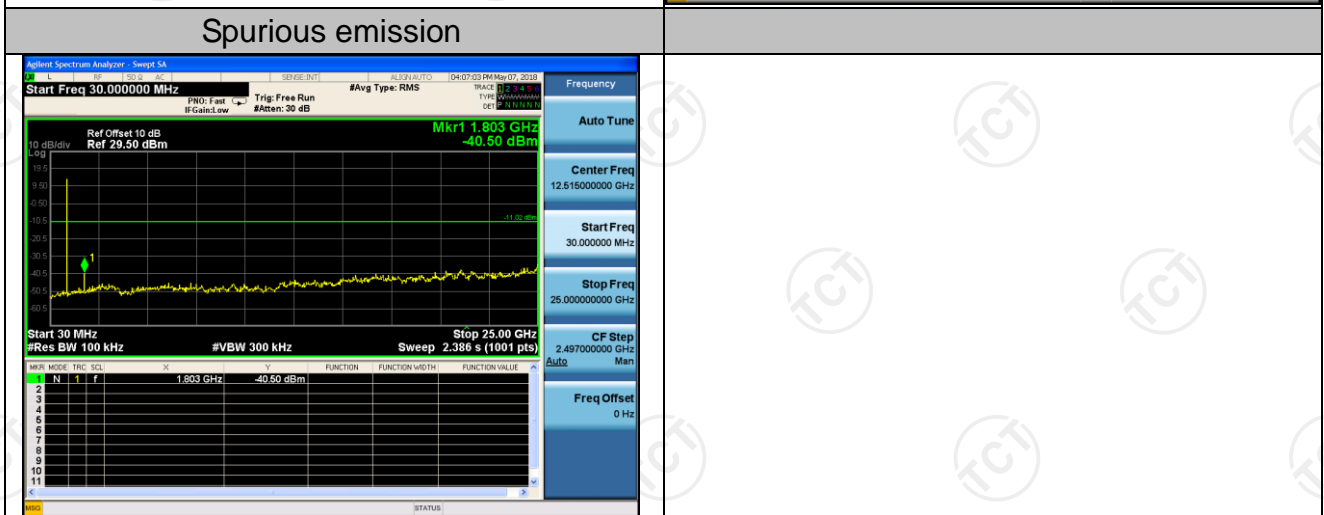 Spurious emission
Agilent Spectrum Analyzer - Swept SA
L RF 50 Ω AC SENSE:INT ALIGN AUTO 04:07:03 PM May 07, 2018
Start Freq 30.000000 MHz
#Avg Type: RMS
TRACE 1 2 3 4 5 6
TYPE
DET P N N N N N
PNO: Fast
IFGain:Low
Trig: Free Run
#Atten: 30 dB
Frequency
Mkr1 1.803 GHz
-40.50 dBm
Ref Offset 10 dB
10 dB/div Ref 29.50 dBm
Log
19.5
9.50
-0.50
-10.5
-11.02 dBm
-20.5
-30.5
-40.5
-50.5
-60.5
1
Start 30 MHz Stop 25.00 GHz
#Res BW 100 kHz #VBW 300 kHz Sweep 2.386 s (1001 pts)
MKR MODE TRC SCL X Y FUNCTION FUNCTION WIDTH FUNCTION VALUE
1 N 1 f 1.803 GHz -40.50 dBm
2
3
4
5
6
7
8
9
10
11
MSG STATUS
Auto Tune
Center Freq
12.515000000 GHz
Start Freq
30.000000 MHz
Stop Freq
25.000000000 GHz
CF Step
2.497000000 GHz
Auto Man
Freq Offset
0 Hz
TCT
TCT
TCT
TCT
TCT
TCT